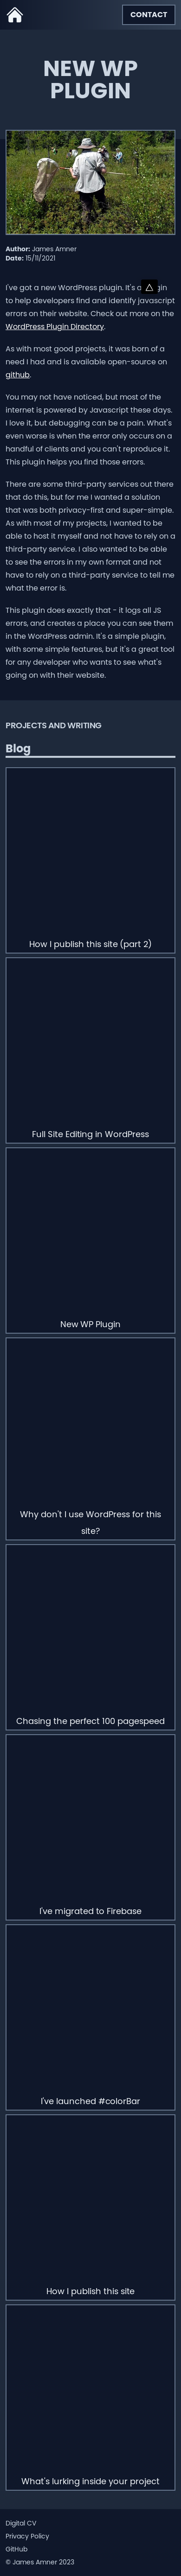 CONTACT
NEW WP
PLUGIN
Author: James Amner
Date: 15/11/2021
I've got a new WordPress plugin. It's
to help developers find and identify javascript
errors on their website. Check out more on the
WordPress Plugin Directory.
As with most good projects, it was born of a
need I had and is available open-source on
github.
You may not have noticed, but most of the
internet is powered by Javascript these days.
I love it, but debugging can be a pain. What's
even worse is when the error only occurs on a
handful of clients and you can't reproduce it.
This plugin helps you find those errors.
There are some third-party services out there
that do this, but for me I wanted a solution
that was both privacy-first and super-simple.
As with most of my projects, I wanted to be
able to host it myself and not have to rely on a
third-party service. I also wanted to be able
to see the errors in my own format and not
have to rely on a third-party service to tell me
what the error is.
This plugin does exactly that - it logs all JS
errors, and creates a place you can see them
in the WordPress admin. It's a simple plugin,
with some simple features, but it's a great tool
for any developer who wants to see what's
going on with their website.
PROJECTS AND WRITING
Blog
How I publish this site (part 2)
Full Site Editing in WordPress
New WP Plugin
Why don't I use WordPress for this
site?
Chasing the perfect 100 pagespeed
I've migrated to Firebase
I've launched #colorBar
How I publish this site
What's lurking inside your project
Digital CV
Privacy Policy
GitHub
© James Amner 2023